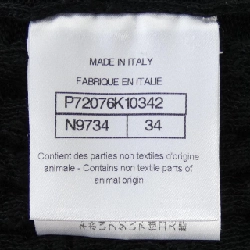 MADE IN ITALY
FABRIQUE EN ITALIE
P72076K10342
N9734 34
Contient des parties non textiles d'origine
animale - Contains non textile parts of
animal origin